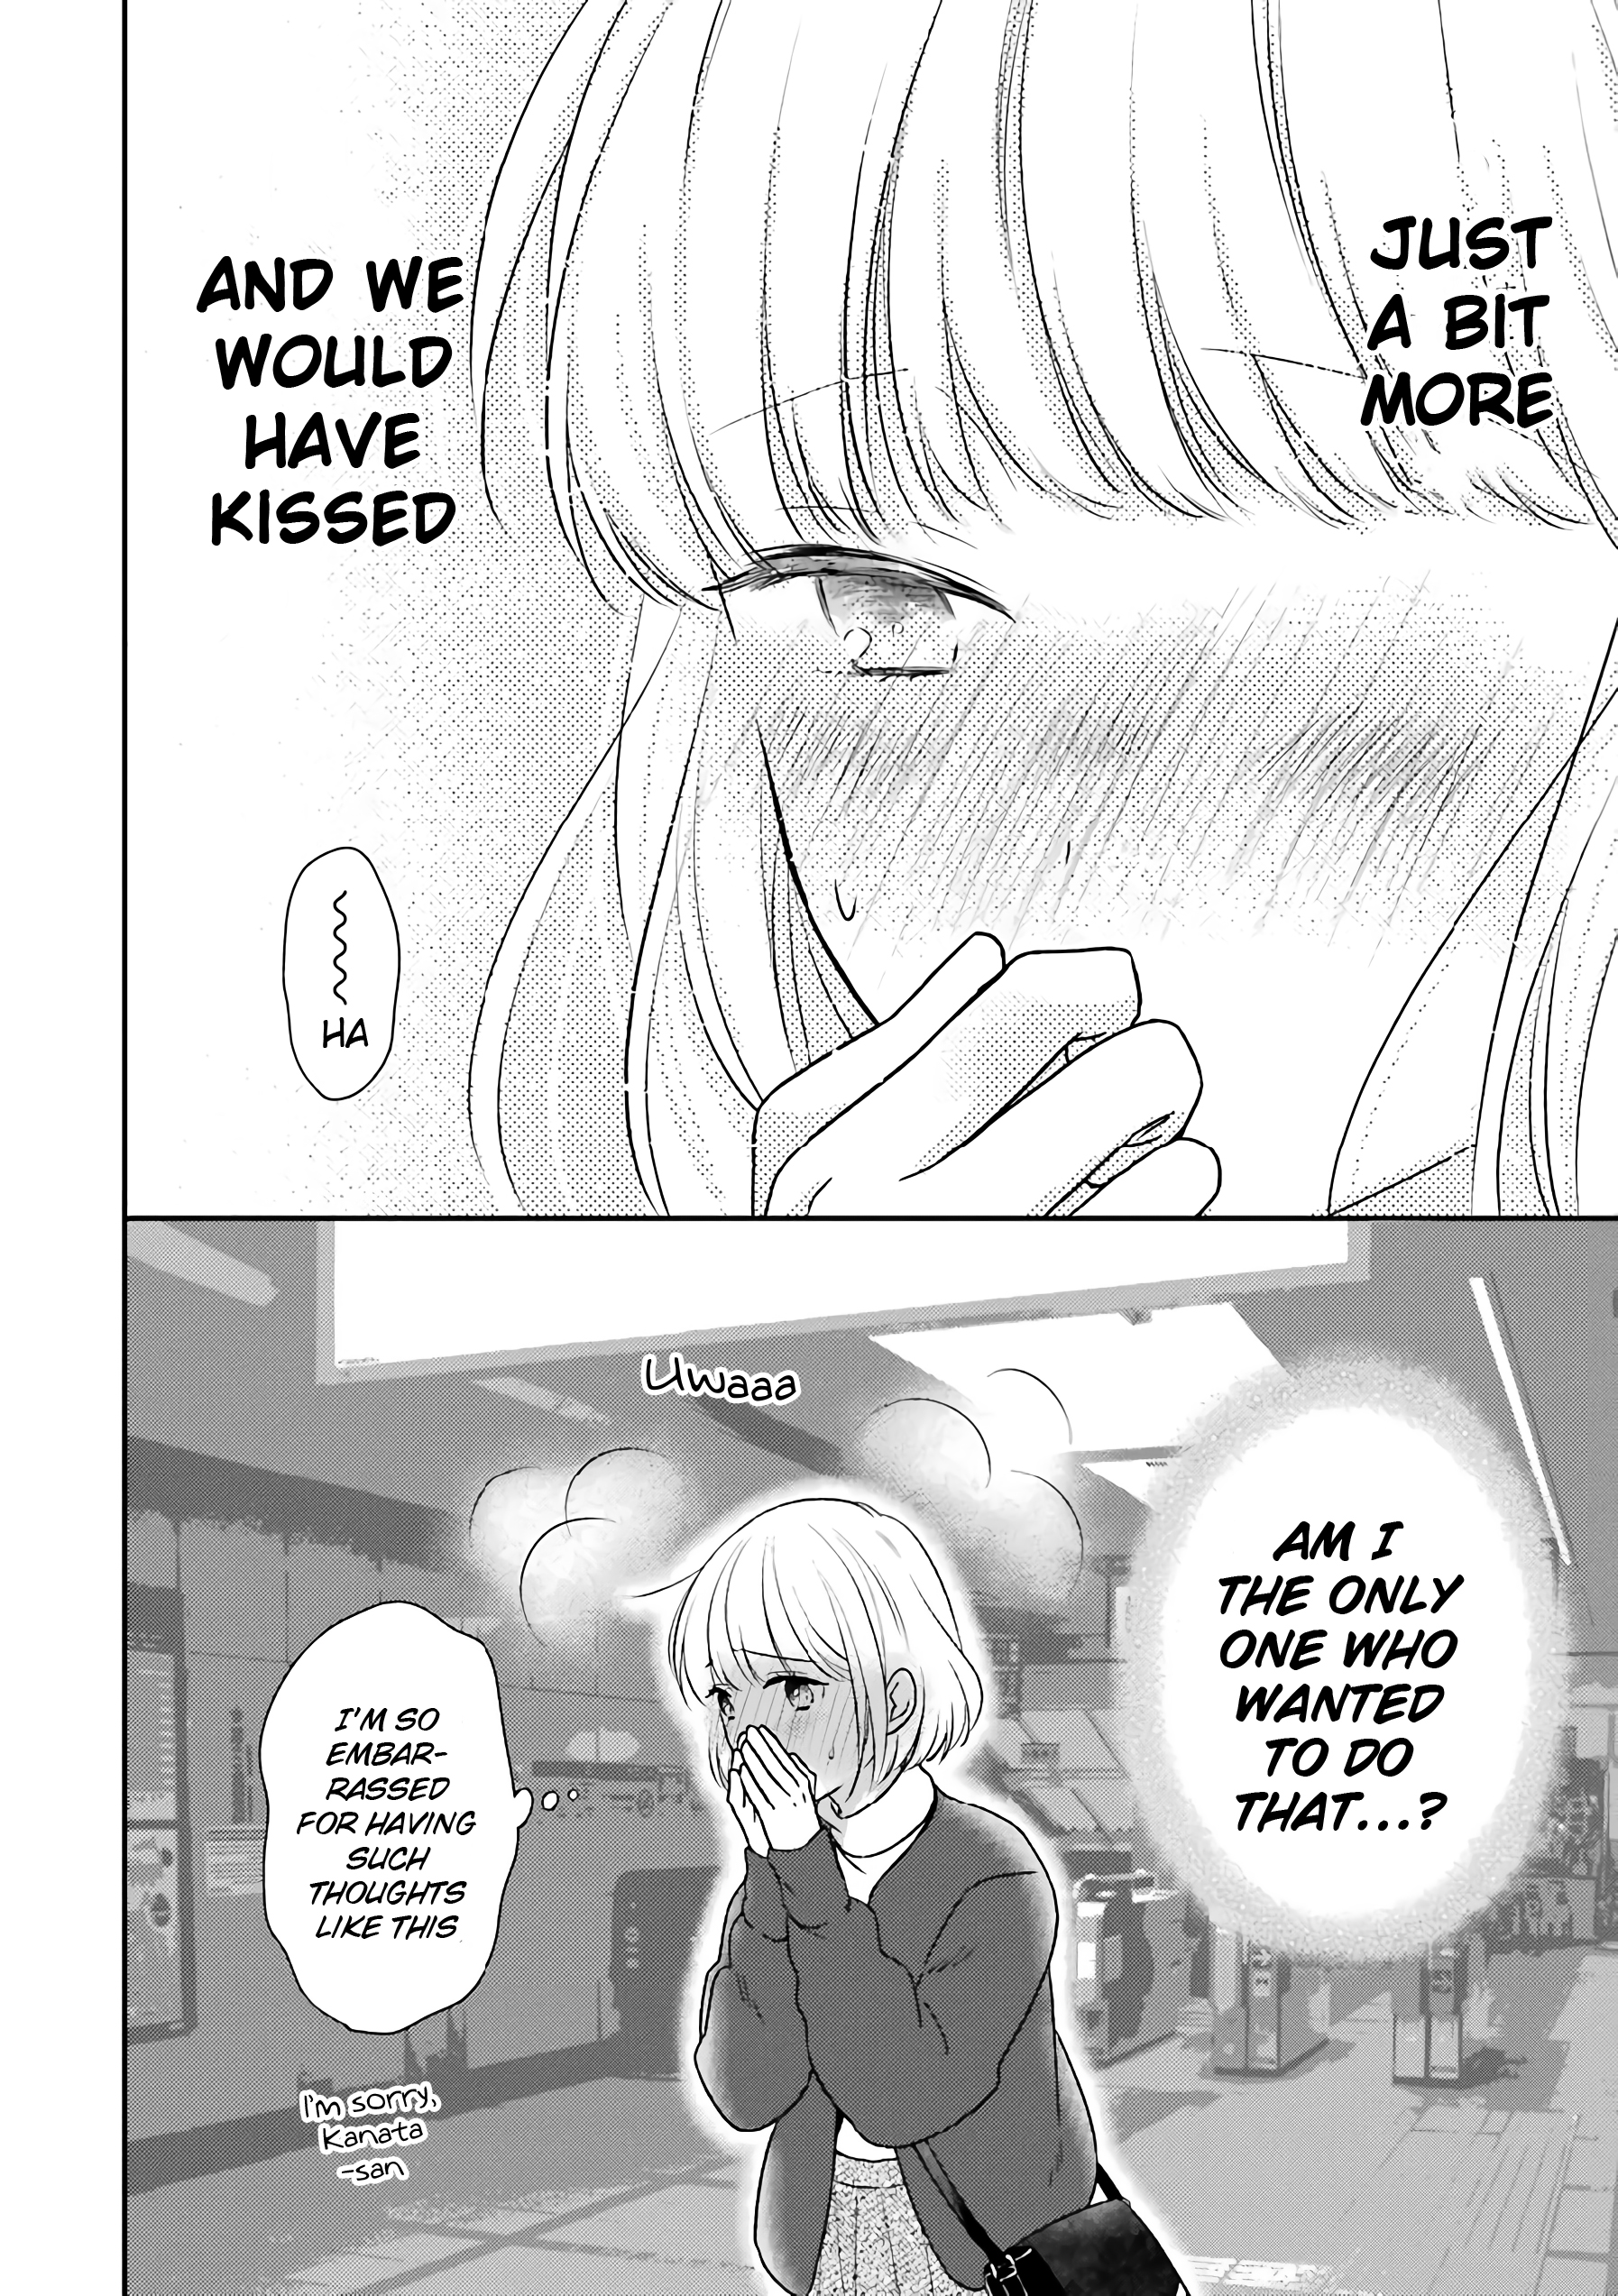 JUST
A BIT
MORE
AND WE
WOULD
HAVE
KISSED
HA
AM I
THE ONLY
ONE WHO
WANTED
TO DO
THAT...?
Uwaaa
I'M SO
EMBAR-
RASSED
FOR HAVING
SUCH
THOUGHTS
LIKE THIS
I'm sorry,
Kanata
-san